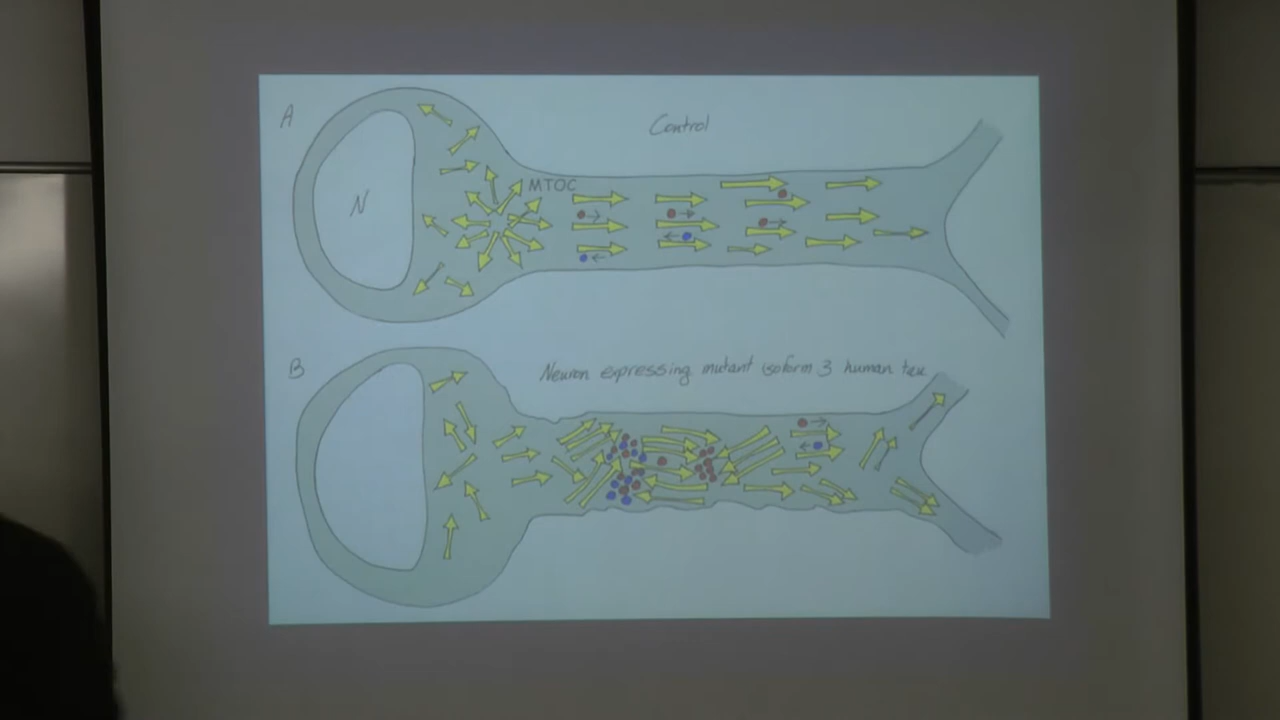 A
Control
MTOC
N
B
Neuron expressing mutant isoform 3 human tau